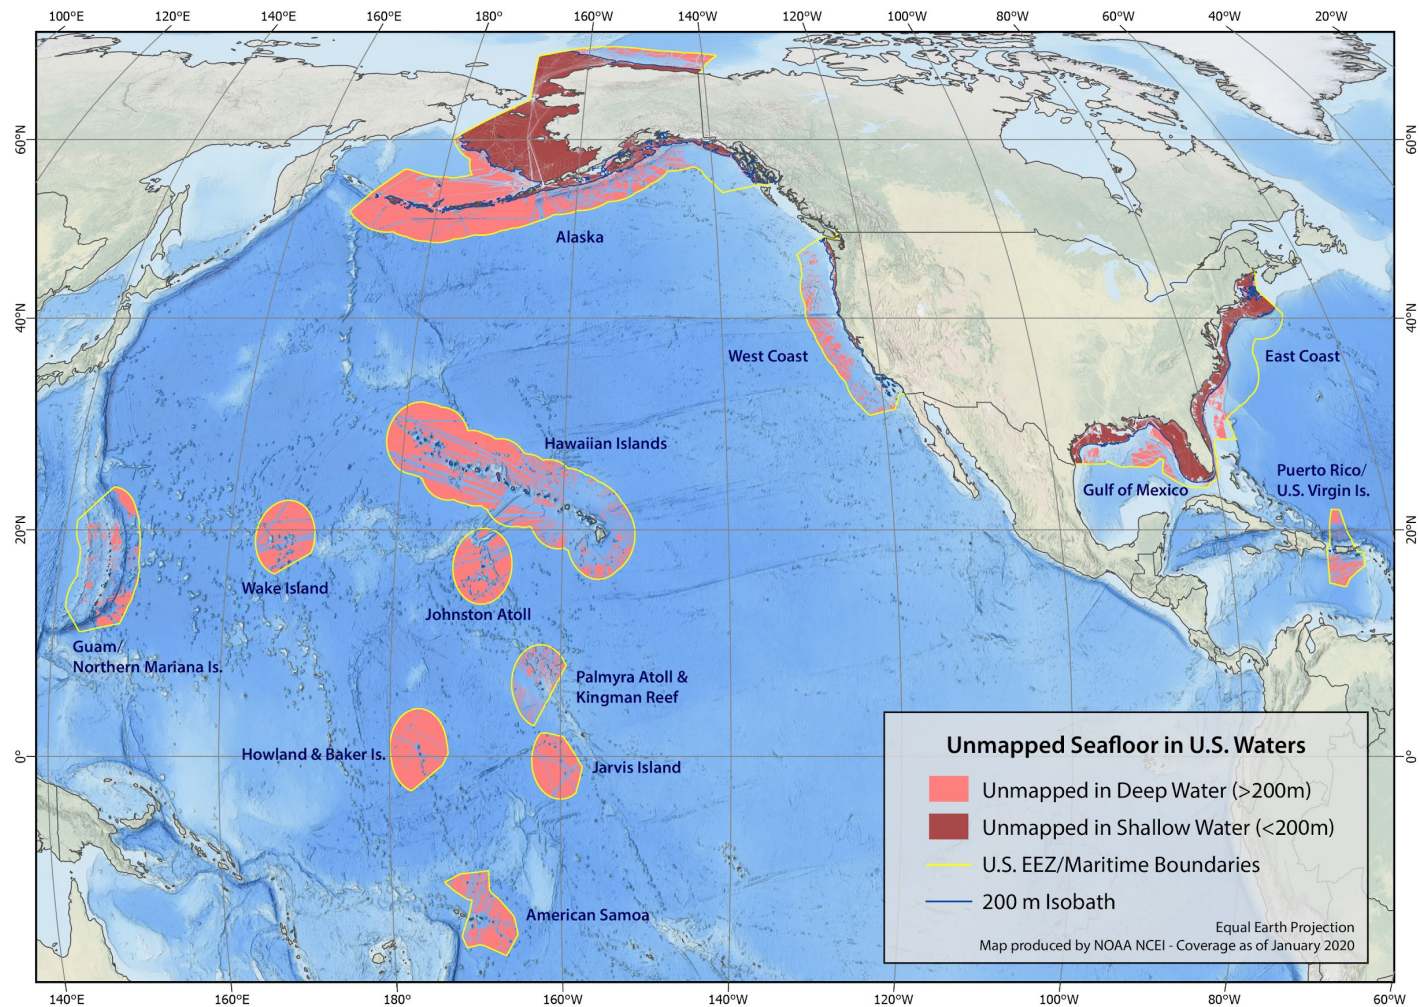 100°E 120°E 140°E 160°E 180° 160°W 140°W 120°W 100°W 80°W 60°W 40°W 20°W
60°N 60°N
Alaska
40°N 40°N
West Coast
East Coast
Hawaiian Islands
Gulf of Mexico
Puerto Rico/
U.S. Virgin Is.
20°N 20°N
Wake Island
Johnston Atoll
Guam/
Northern Mariana Is.
Palmyra Atoll &
Kingman Reef
Howland & Baker Is.
Jarvis Island
0° 0°
American Samoa
Unmapped Seafloor in U.S. Waters
Unmapped in Deep Water (>200m)
Unmapped in Shallow Water (<200m)
U.S. EEZ/Maritime Boundaries
200 m Isobath
Equal Earth Projection
Map produced by NOAA NCEI - Coverage as of January 2020
140°E 160°E 180° 160°W 140°W 120°W 100°W 80°W 60°W